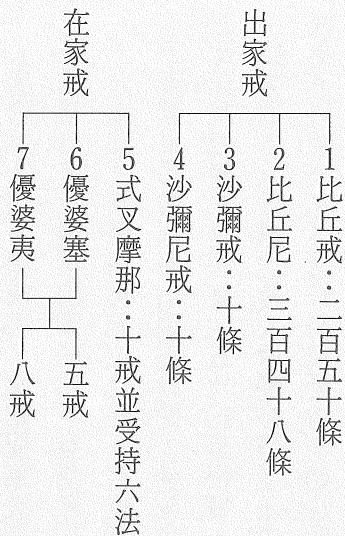 出家戒
1比丘戒：二百五十條
2比丘尼：三百四十八條
3沙彌戒：十條
4沙彌尼戒：十條
在家戒
5式叉摩那：十戒並受持六法
6優婆塞
7優婆夷
五戒
八戒